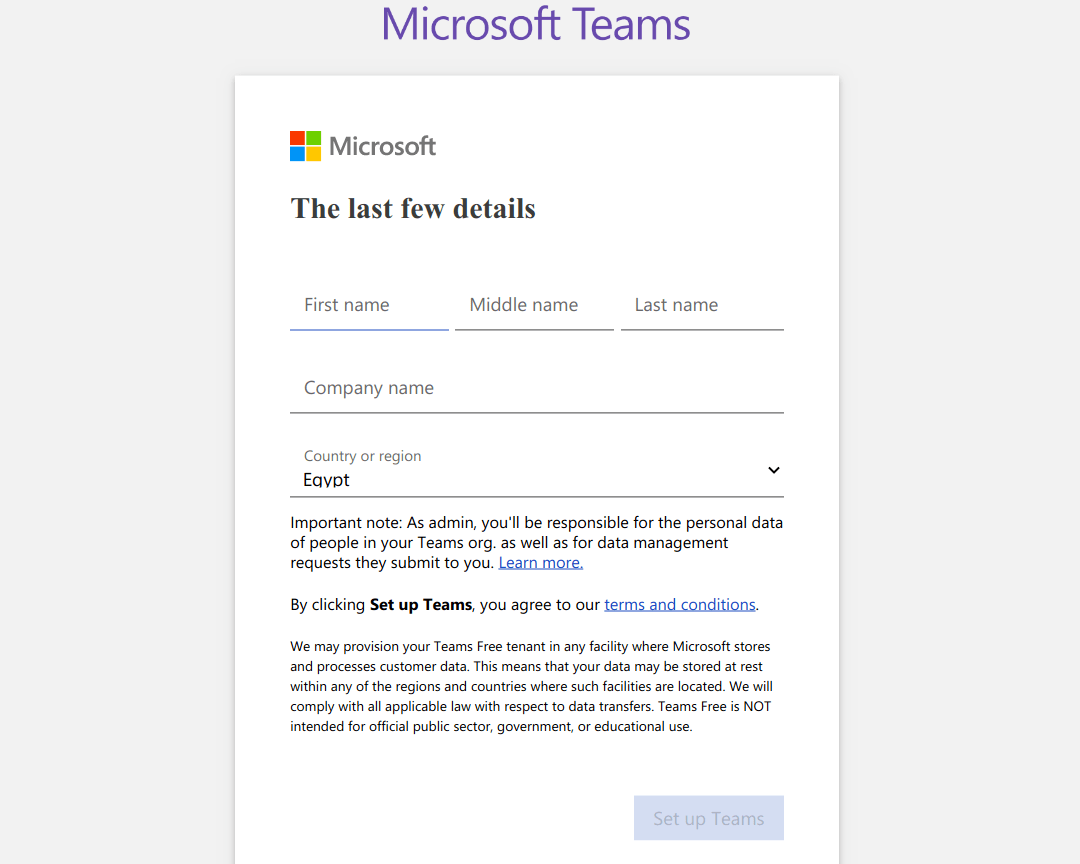 Microsoft Teams
Microsoft
The last few details
First name Middle name Last name
Company name
Country or region
Egypt
Important note: As admin, you'll be responsible for the personal data
of people in your Teams org. as well as for data management
requests they submit to you. Learn more.
By clicking Set up Teams, you agree to our terms and conditions.
We may provision your Teams Free tenant in any facility where Microsoft stores
and processes customer data. This means that your data may be stored at rest
within any of the regions and countries where such facilities are located. We will
comply with all applicable law with respect to data transfers. Teams Free is NOT
intended for official public sector, government, or educational use.
Set up Teams